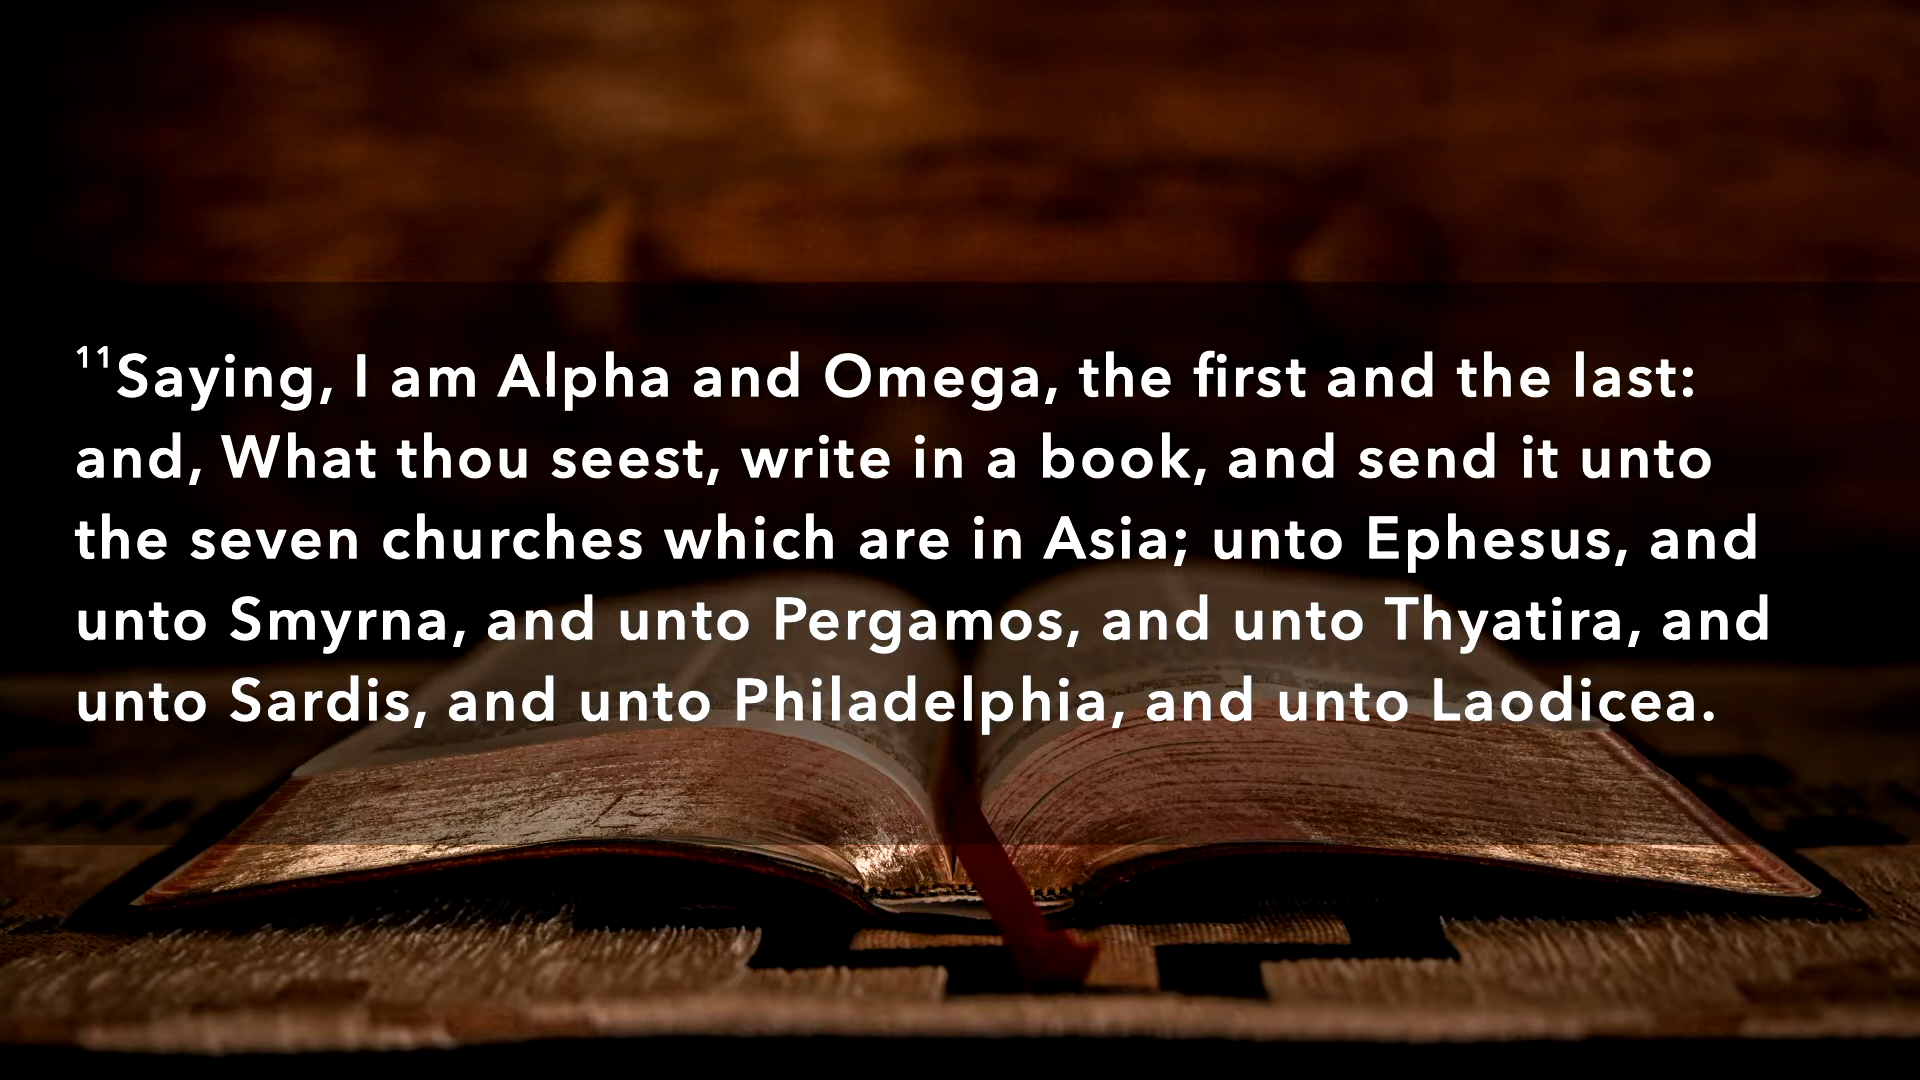 11Saying, I am Alpha and Omega, the first and the last:
and, What thou seest, write in a book, and send it unto
the seven churches which are in Asia; unto Ephesus, and
unto Smyrna, and unto Pergamos, and unto Thyatira, and
unto Sardis, and unto Philadelphia, and unto Laodicea.